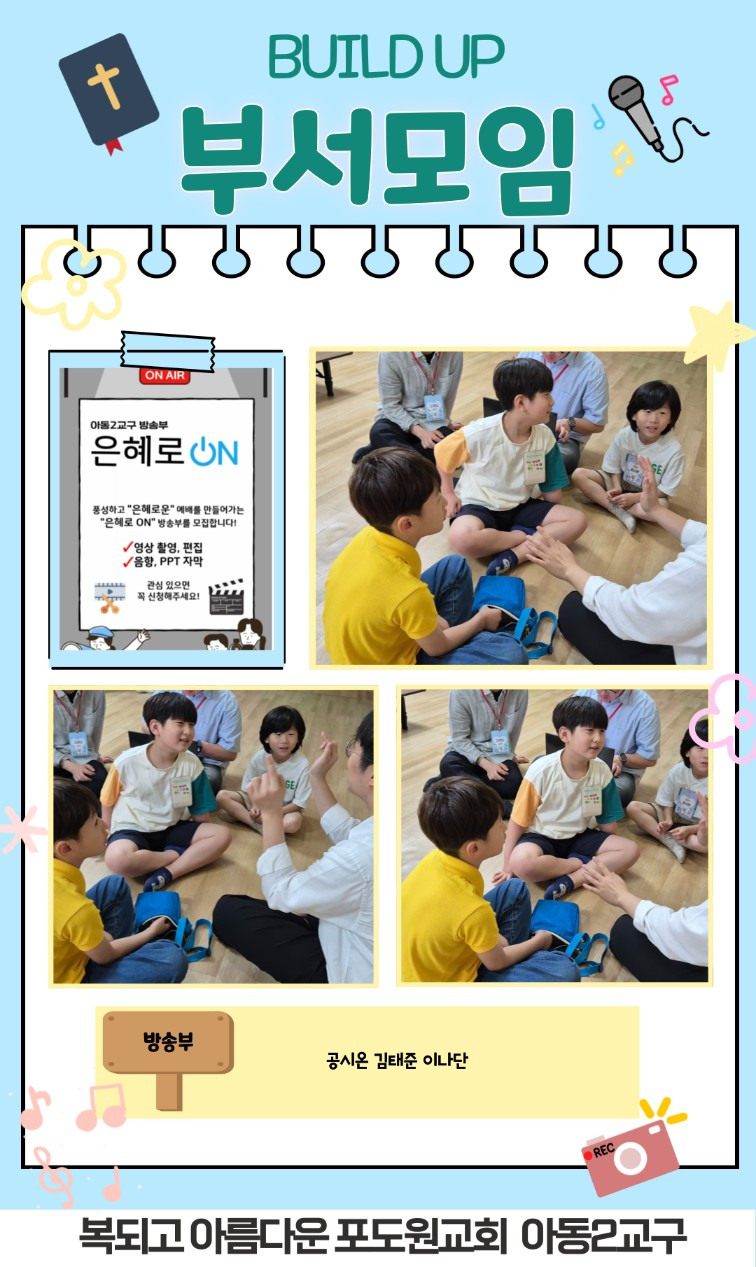 BUILD UP
부서모임
ON AIR
아동2교구 방송부
은혜로 ON
풍성하고 "은혜로운" 예배를 만들어가는
"은혜로 ON" 방송부를 모집합니다!
✓영상 촬영, 편집
✓음향, PPT 자막
관심 있으면
꼭 신청해주세요!
방송부
공시온 김태준 이나단
REC
복되고 아름다운 포도원교회 아동2교구